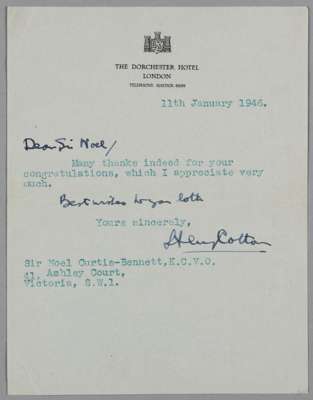 THE DORCHESTER HOTEL
LONDON
11th January 1946.
Dear Sir Noel/
Many thanks indeed for your
congratulations, which I appreciate very
much.
Best wishes to you both
Yours sincerely,
Henry Cotton
Sir Noel Curtis-Bennett,K.C.V.O.
41, Ashley Court,
Victoria, S.W.1.